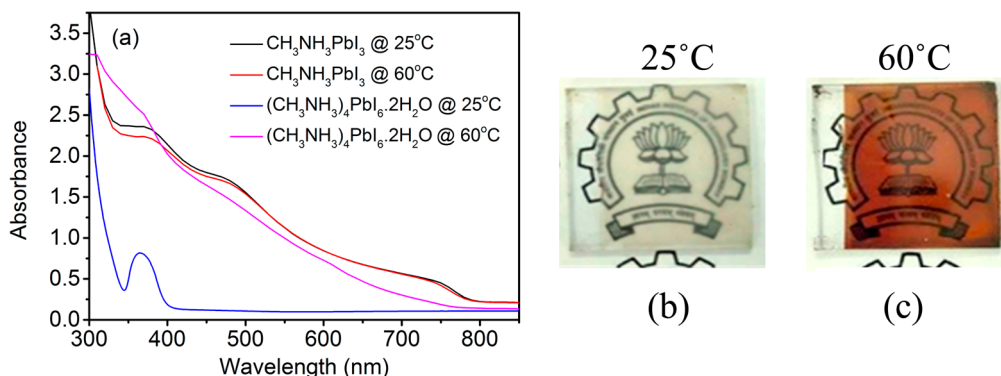 (a)
CH₃NH₃PbI₃ @ 25°C
CH₃NH₃PbI₃ @ 60°C
(CH₃NH₃)₄PbI₆.2H₂O @ 25°C
(CH₃NH₃)₄PbI₆.2H₂O @ 60°C
Absorbance
3.5
3.0
2.5
2.0
1.5
1.0
0.5
0.0
300 400 500 600 700 800
Wavelength (nm)
25˚C
(b)
60˚C
(c)